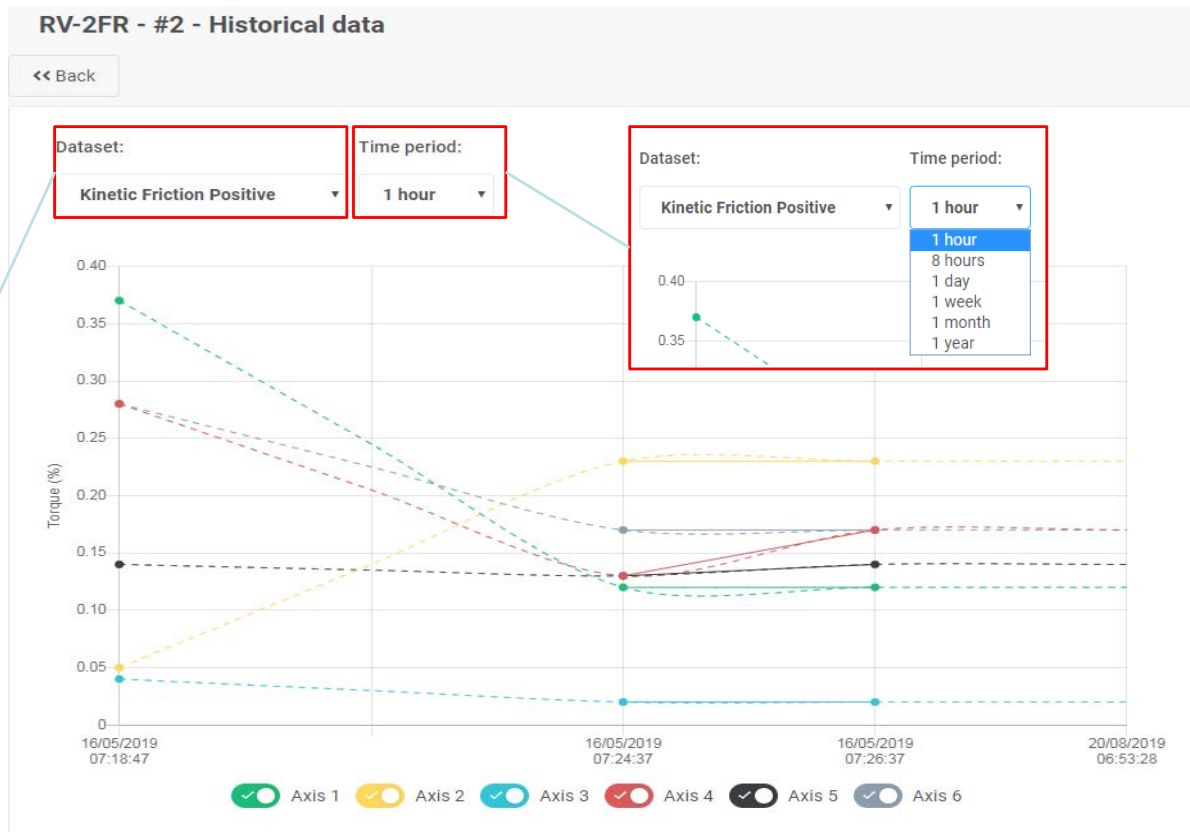 RV-2FR - #2 - Historical data
<< Back
Dataset:
Time period:
Kinetic Friction Positive
1 hour
Dataset:
Time period:
Kinetic Friction Positive
1 hour
1 hour
8 hours
1 day
1 week
1 month
1 year
0.40
0.35
0.40
0.35
0.30
0.25
0.20
0.15
0.10
0.05
0
Torque (%)
16/05/2019
07:18:47
16/05/2019
07:24:37
16/05/2019
07:26:37
20/08/2019
06:53:28
Axis 1
Axis 2
Axis 3
Axis 4
Axis 5
Axis 6